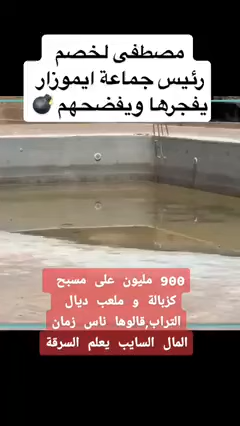 مصطفى لخصم
رئيس جماعة ايموزار
يفجرها ويفضحهم 💣
900 مليون على مسبح
كزبالة و ملعب ديال
التراب,قالوها ناس زمان
المال السايب يعلم السرقة